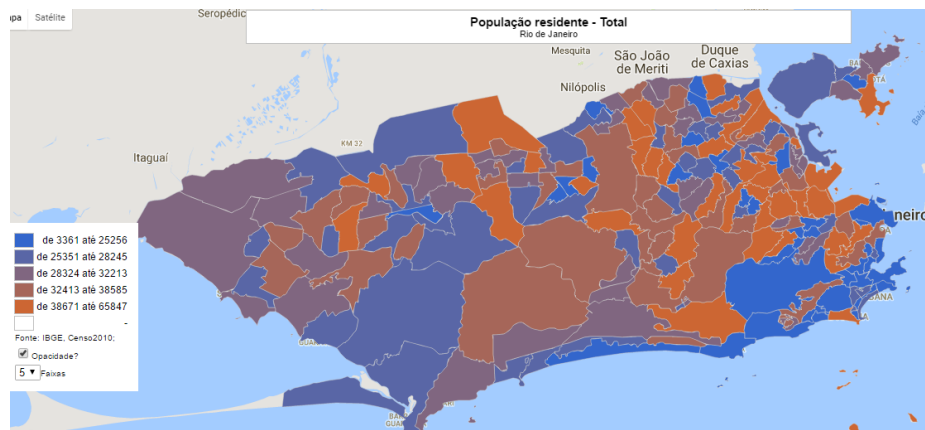 apa Satélite
Seropédic
População residente - Total
Rio de Janeiro
Mesquita
São João
de Meriti
Duque
de Caxias
Nilópolis
KM 32
Itaguaí
neiro
de 3361 até 25256
de 25351 até 28245
de 28324 até 32213
de 32413 até 38585
de 38671 até 65847
-
Fonte: IBGE, Censo2010;
Opacidade?
5 Faixas